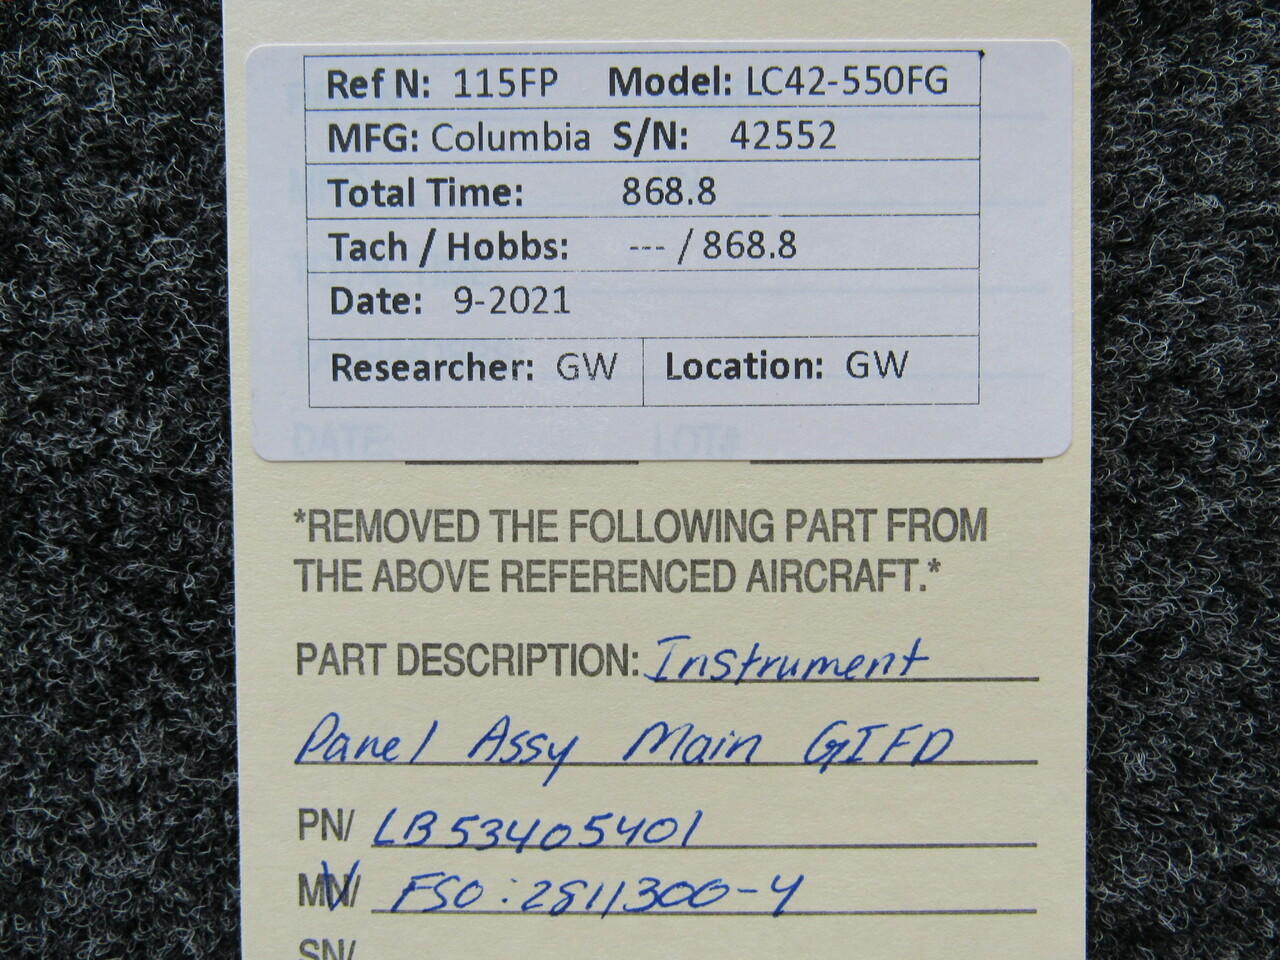 Ref N: 115FP Model: LC42-550FG
MFG: Columbia S/N: 42552
Total Time: 868.8
Tach / Hobbs: --- / 868.8
Date: 9-2021
Researcher: GW Location: GW
DATE: LOT#
*REMOVED THE FOLLOWING PART FROM
THE ABOVE REFERENCED AIRCRAFT.*
PART DESCRIPTION: Instrument
Panel Assy Main GIFD
PN/ LB53405401
MN/ FSO: 2811300-4
SN/